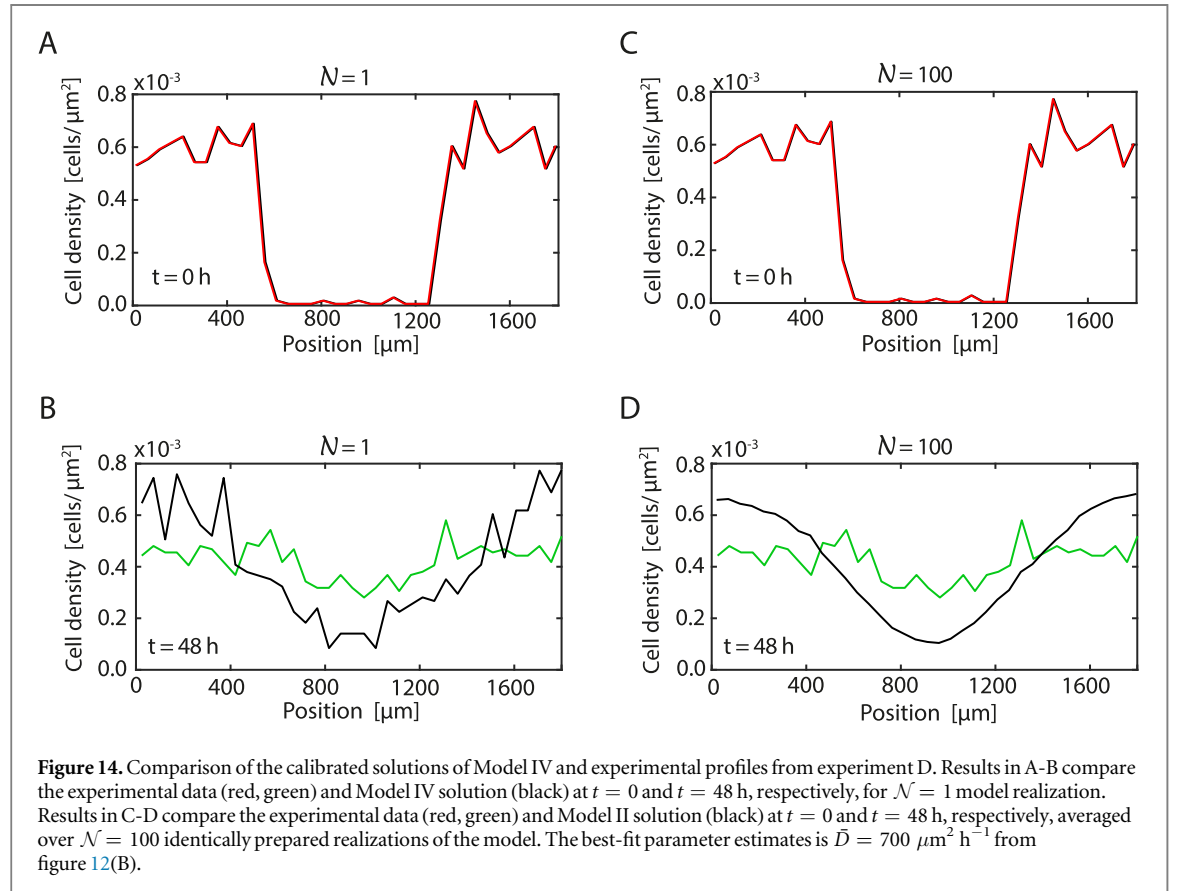 A
𝒩 = 1
x10-3
Cell density [cells/µm2]
0.8
0.6
0.4
0.2
0.0
t = 0 h
0 400 800 1200 1600
Position [µm]
C
𝒩 = 100
x10-3
Cell density [cells/µm2]
0.8
0.6
0.4
0.2
0.0
t = 0 h
0 400 800 1200 1600
Position [µm]
B
𝒩 = 1
x10-3
Cell density [cells/µm2]
0.8
0.6
0.4
0.2
0.0
t = 48 h
0 400 800 1200 1600
Position [µm]
D
𝒩 = 100
x10-3
Cell density [cells/µm2]
0.8
0.6
0.4
0.2
0.0
t = 48 h
0 400 800 1200 1600
Position [µm]
Figure 14. Comparison of the calibrated solutions of Model IV and experimental profiles from experiment D. Results in A-B compare
the experimental data (red, green) and Model IV solution (black) at t = 0 and t = 48 h, respectively, for 𝒩 = 1 model realization.
Results in C-D compare the experimental data (red, green) and Model II solution (black) at t = 0 and t = 48 h, respectively, averaged
over 𝒩 = 100 identically prepared realizations of the model. The best-fit parameter estimates is D̄ = 700 μm² h⁻¹ from
figure 12(B).